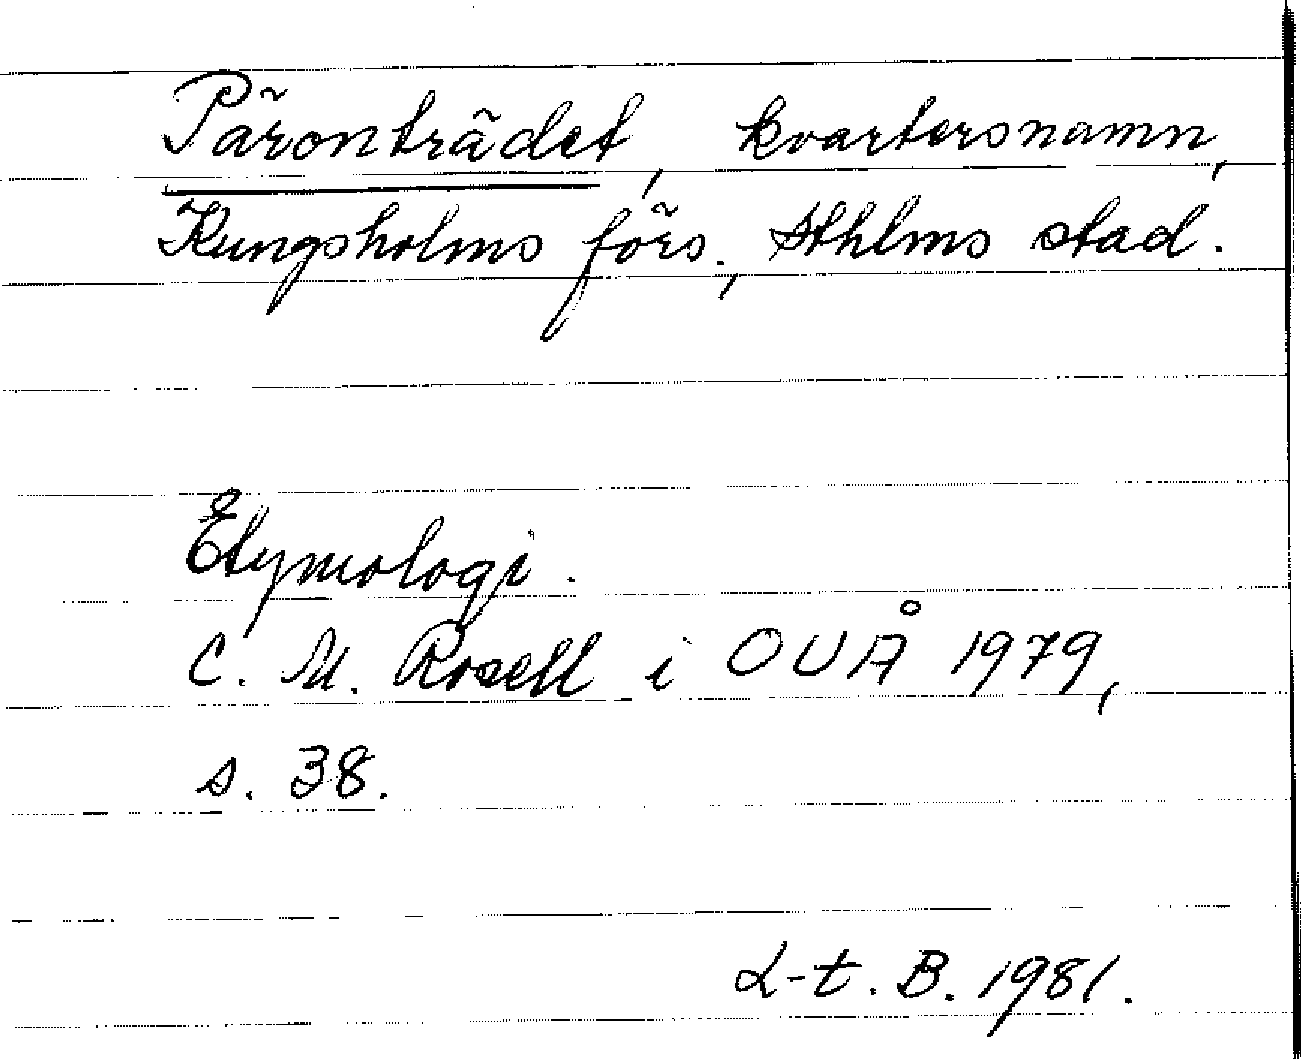 Päronträdet, kvartersnamn,
Kungsholms förs., Sthlms stad.
Etymologi.
C. M. Rosell i OUÅ 1979,
s. 38.
L-t. B. 1981.